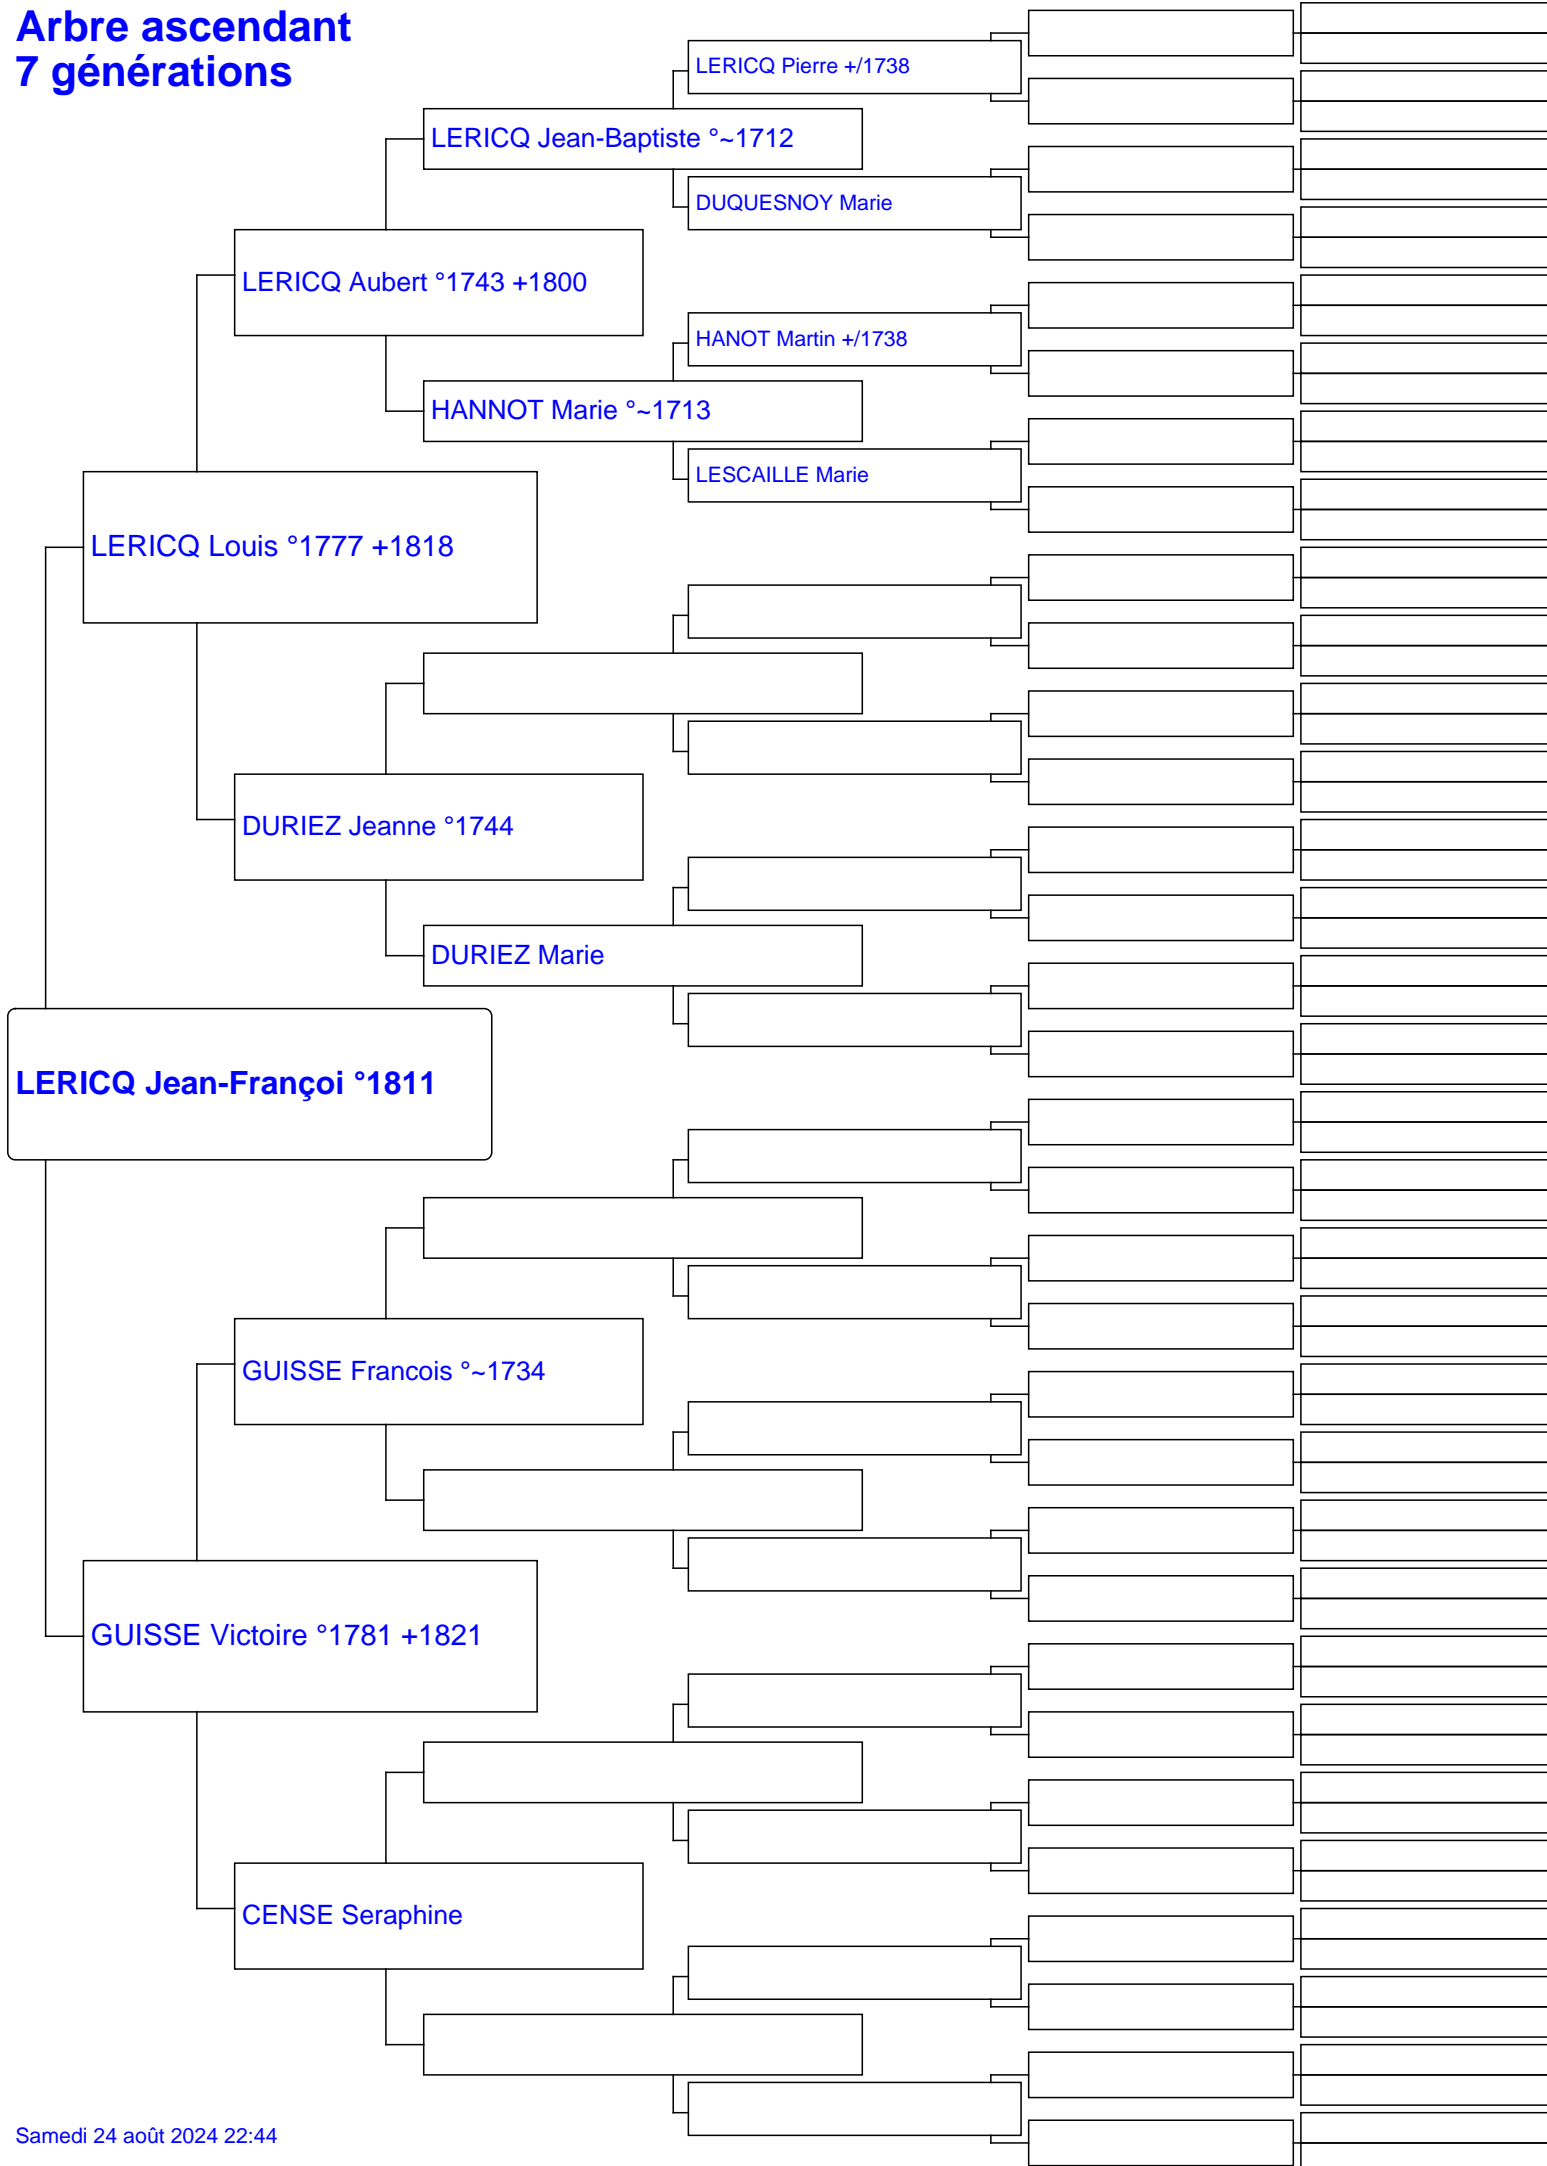 Arbre ascendant
7 générations
LERICQ Pierre +/1738
LERICQ Jean-Baptiste °~1712
DUQUESNOY Marie
LERICQ Aubert °1743 +1800
HANOT Martin +/1738
HANNOT Marie °~1713
LESCAILLE Marie
LERICQ Louis °1777 +1818
DURIEZ Jeanne °1744
DURIEZ Marie
LERICQ Jean-Françoi °1811
GUISSE Francois °~1734
GUISSE Victoire °1781 +1821
CENSE Seraphine
Samedi 24 août 2024 22:44